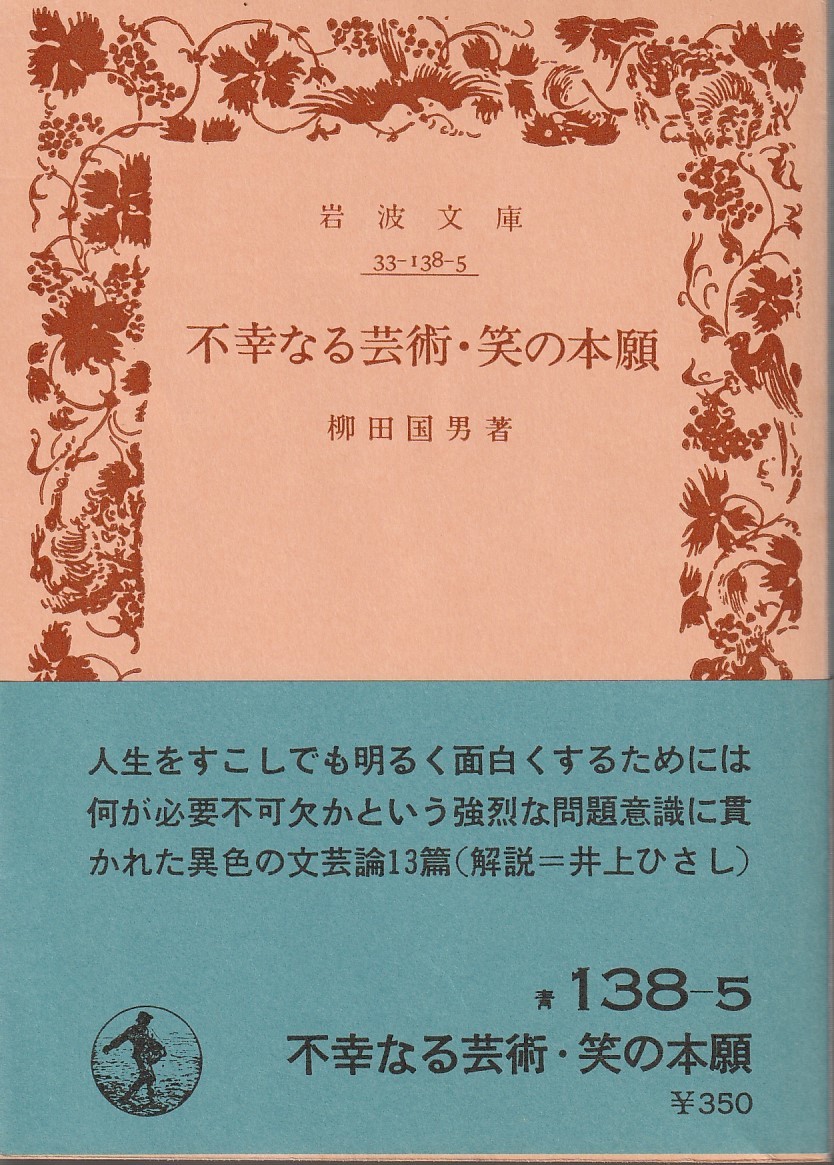 岩波文庫
33-138-5
不幸なる芸術・笑の本願
柳田国男著
人生をすこしでも明るく面白くするためには
何が必要不可欠かという強烈な問題意識に貫
かれた異色の文芸論13篇(解説=井上ひさし)
青 138-5
不幸なる芸術・笑の本願
¥350